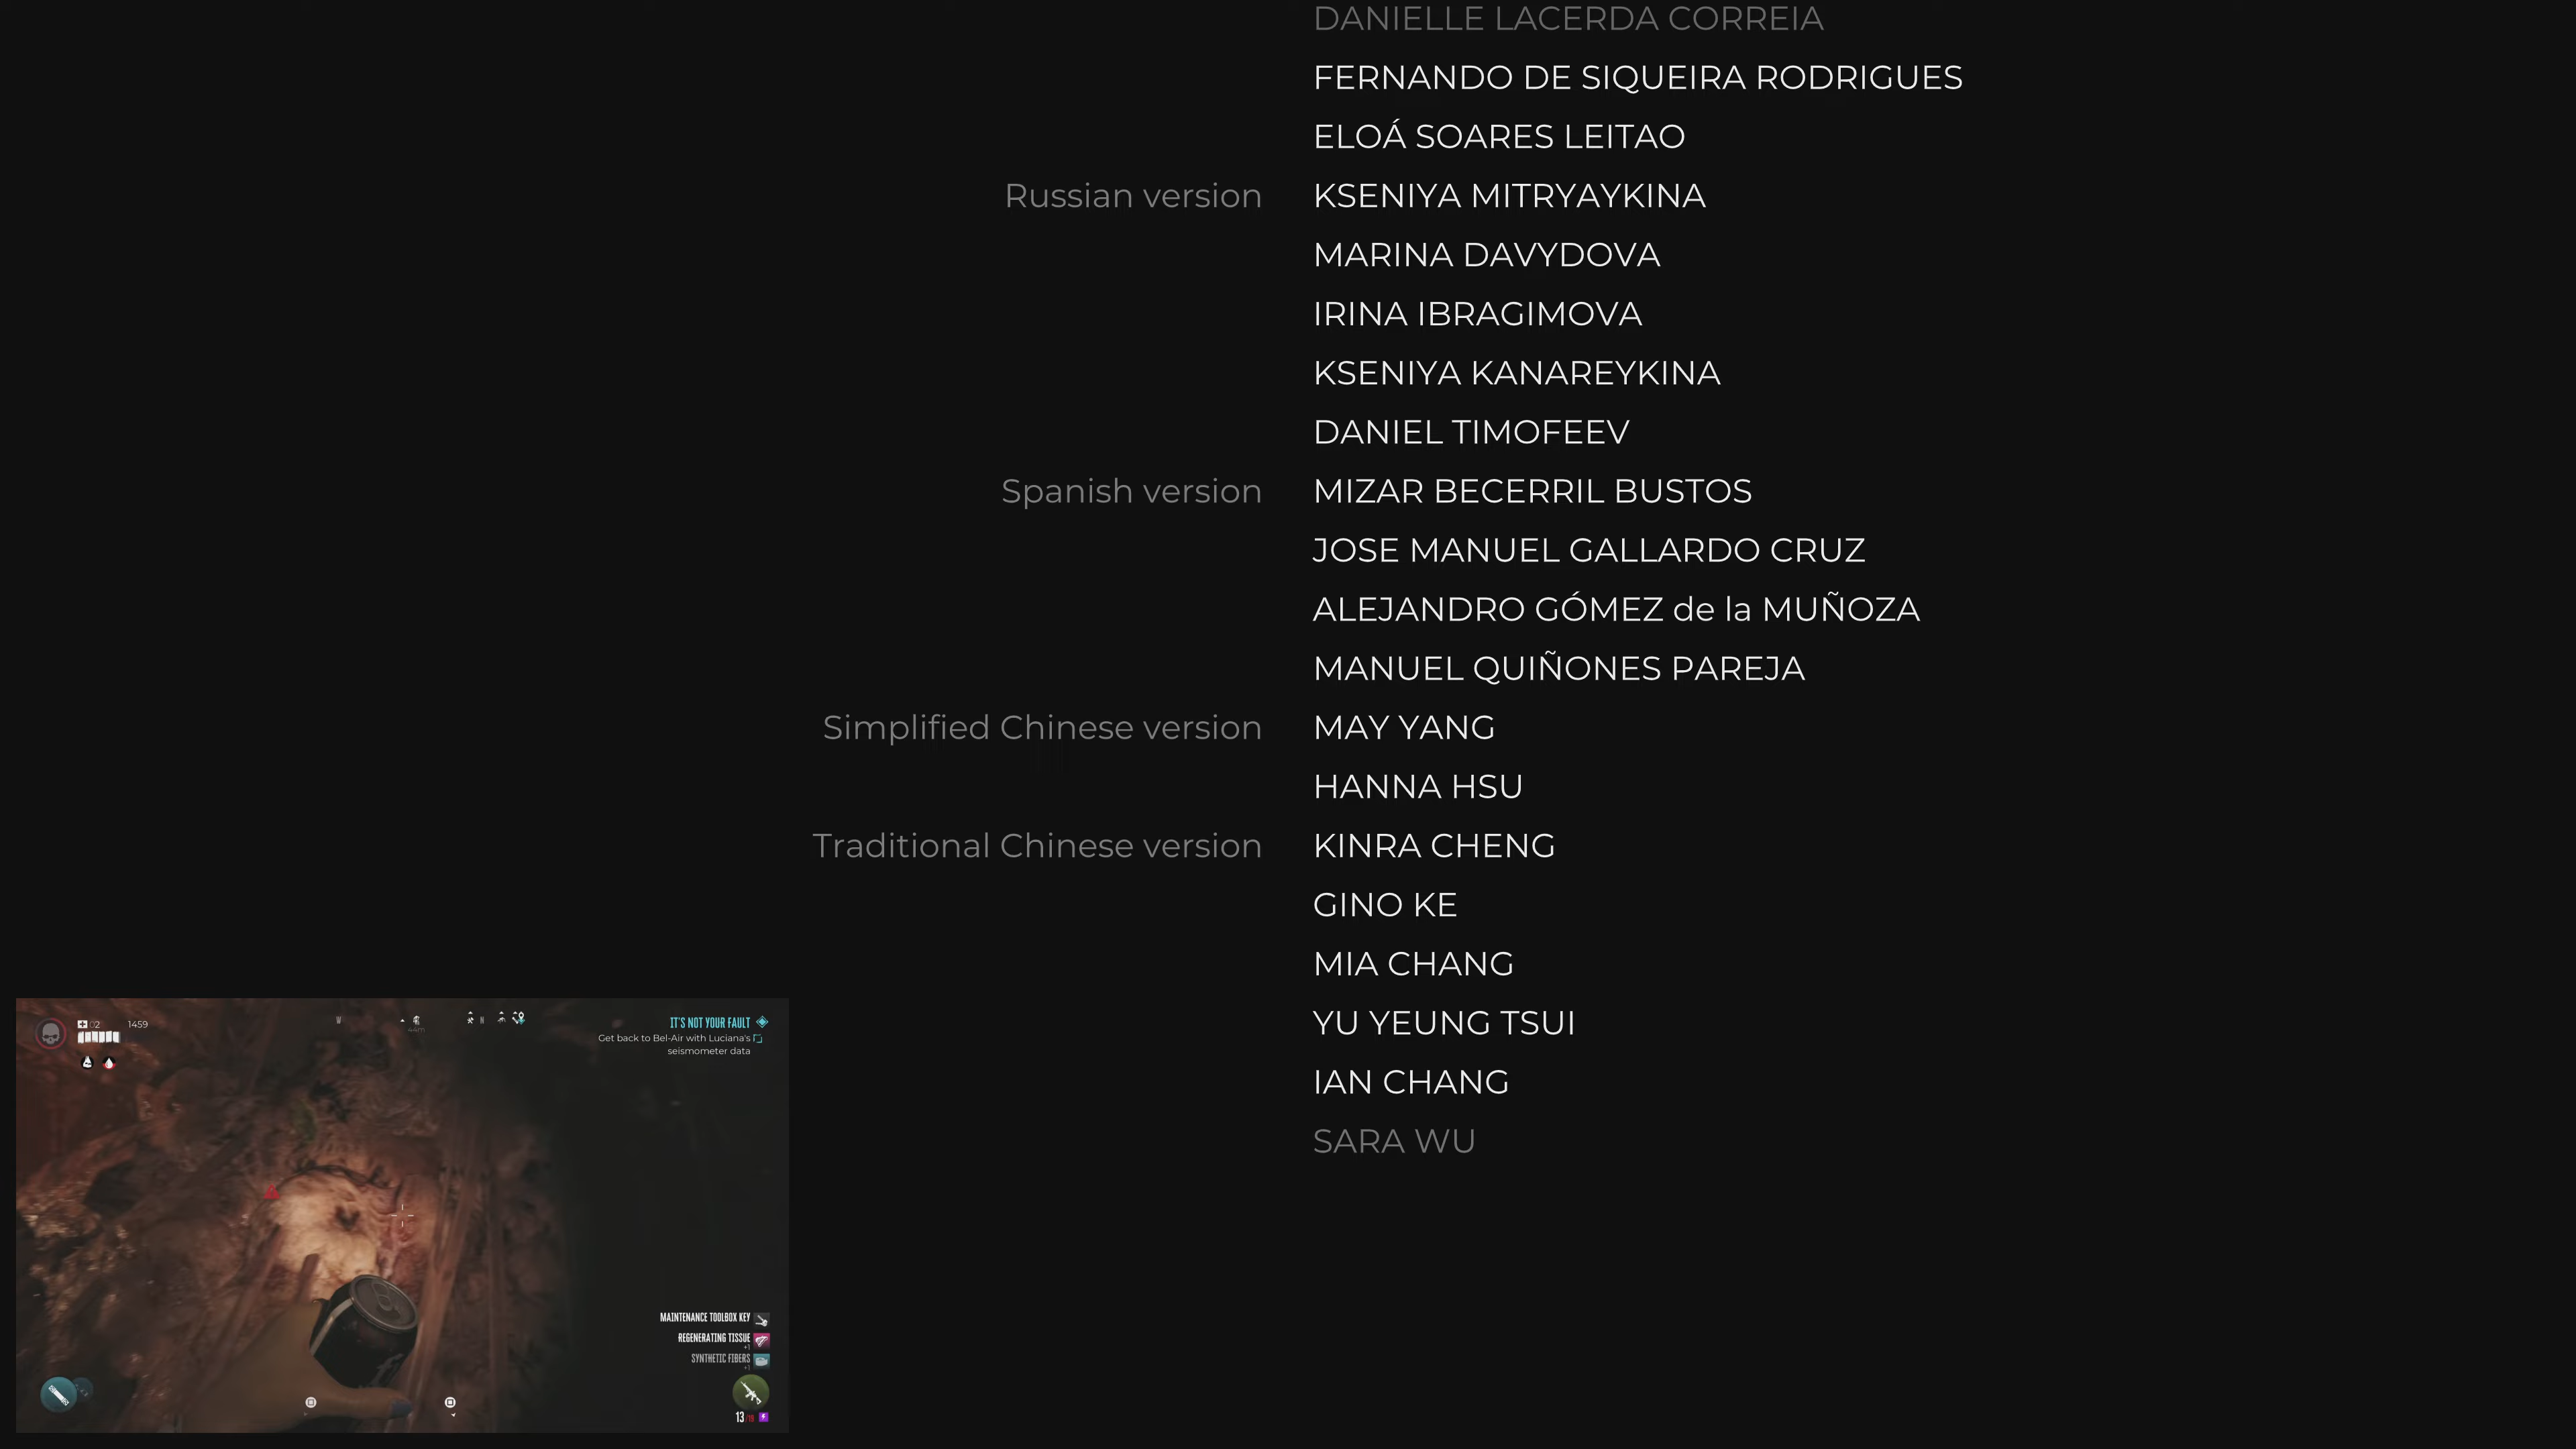 DANIELLE LACERDA CORREIA
FERNANDO DE SIQUEIRA RODRIGUES
ELOÁ SOARES LEITAO
Russian version KSENIYA MITRYAYKINA
MARINA DAVYDOVA
IRINA IBRAGIMOVA
KSENIYA KANAREYKINA
DANIEL TIMOFEEV
Spanish version MIZAR BECERRIL BUSTOS
JOSE MANUEL GALLARDO CRUZ
ALEJANDRO GÓMEZ de la MUÑOZA
MANUEL QUIÑONES PAREJA
Simplified Chinese version MAY YANG
HANNA HSU
Traditional Chinese version KINRA CHENG
GINO KE
MIA CHANG
YU YEUNG TSUI
IAN CHANG
SARA WU
02 1459
W N
44m
IT'S NOT YOUR FAULT
Get back to Bel-Air with Luciana's
seismometer data
MAINTENANCE TOOLBOX KEY
REGENERATING TISSUE
+1
SYNTHETIC FIBERS
+1
13